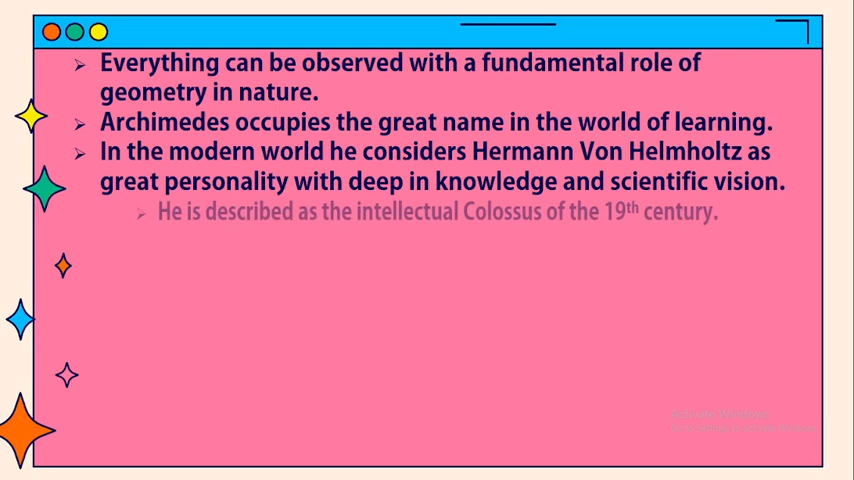 ➢ Everything can be observed with a fundamental role of
geometry in nature.
➢ Archimedes occupies the great name in the world of learning.
➢ In the modern world he considers Hermann Von Helmholtz as
great personality with deep in knowledge and scientific vision.
➢ He is described as the intellectual Colossus of the 19th century.
Activate Windows